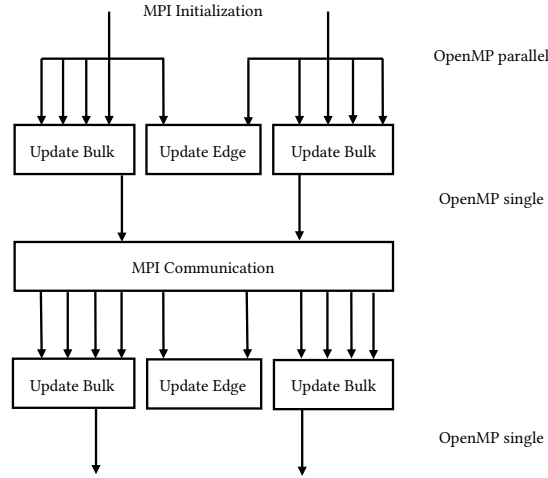 MPI Initialization
OpenMP parallel
Update Bulk
Update Edge
Update Bulk
OpenMP single
MPI Communication
Update Bulk
Update Edge
Update Bulk
OpenMP single